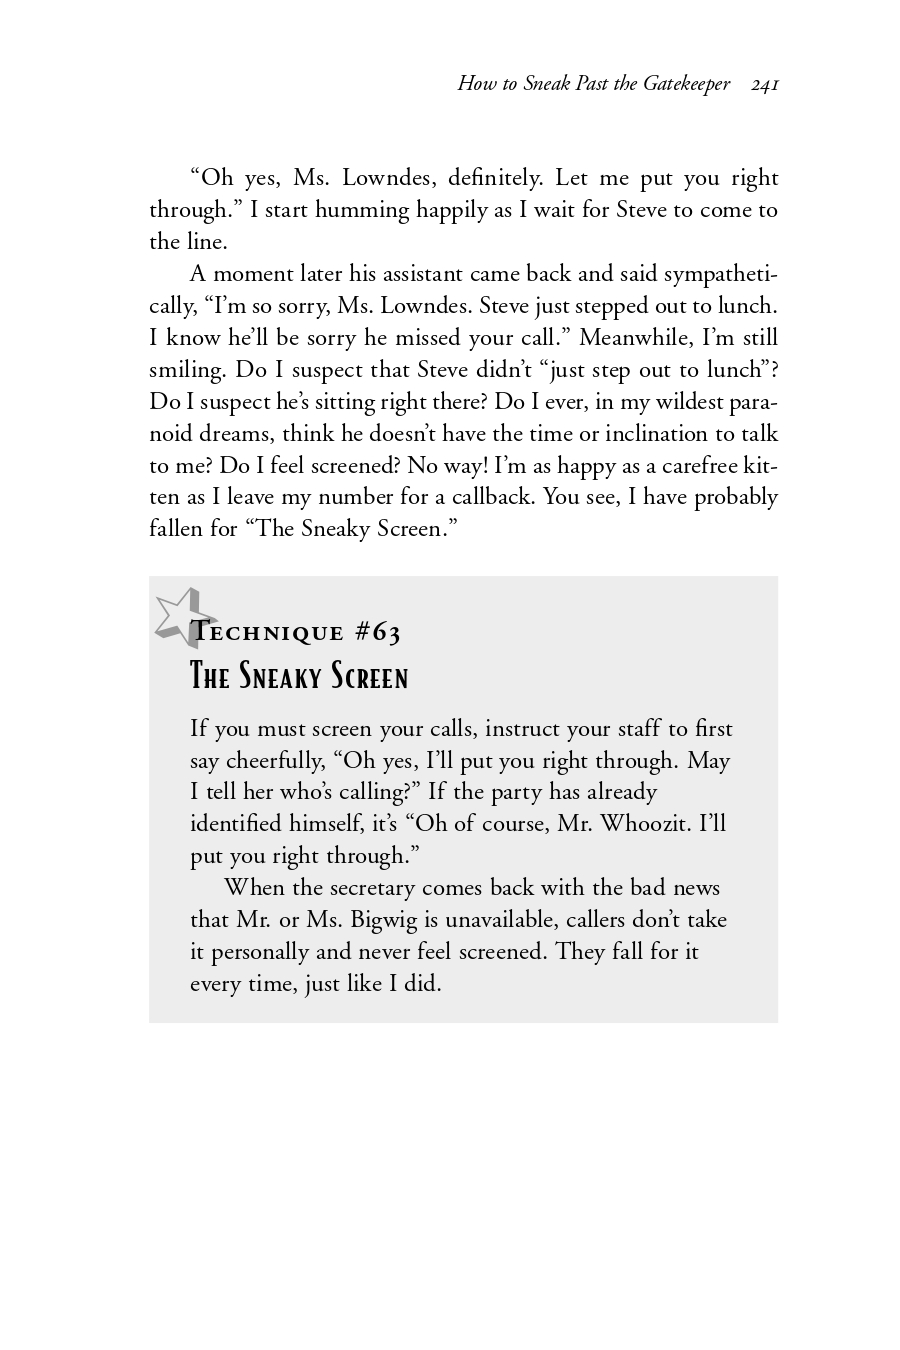 How to Sneak Past the Gatekeeper 241
“Oh yes, Ms. Lowndes, definitely. Let me put you right
through.” I start humming happily as I wait for Steve to come to
the line.
A moment later his assistant came back and said sympatheti-
cally, “I’m so sorry, Ms. Lowndes. Steve just stepped out to lunch.
I know he’ll be sorry he missed your call.” Meanwhile, I’m still
smiling. Do I suspect that Steve didn’t “just step out to lunch”?
Do I suspect he’s sitting right there? Do I ever, in my wildest para-
noid dreams, think he doesn’t have the time or inclination to talk
to me? Do I feel screened? No way! I’m as happy as a carefree kit-
ten as I leave my number for a callback. You see, I have probably
fallen for “The Sneaky Screen.”
Technique #63
The Sneaky Screen
If you must screen your calls, instruct your staff to first
say cheerfully, “Oh yes, I’ll put you right through. May
I tell her who’s calling?” If the party has already
identified himself, it’s “Oh of course, Mr. Whoozit. I’ll
put you right through.”
When the secretary comes back with the bad news
that Mr. or Ms. Bigwig is unavailable, callers don’t take
it personally and never feel screened. They fall for it
every time, just like I did.